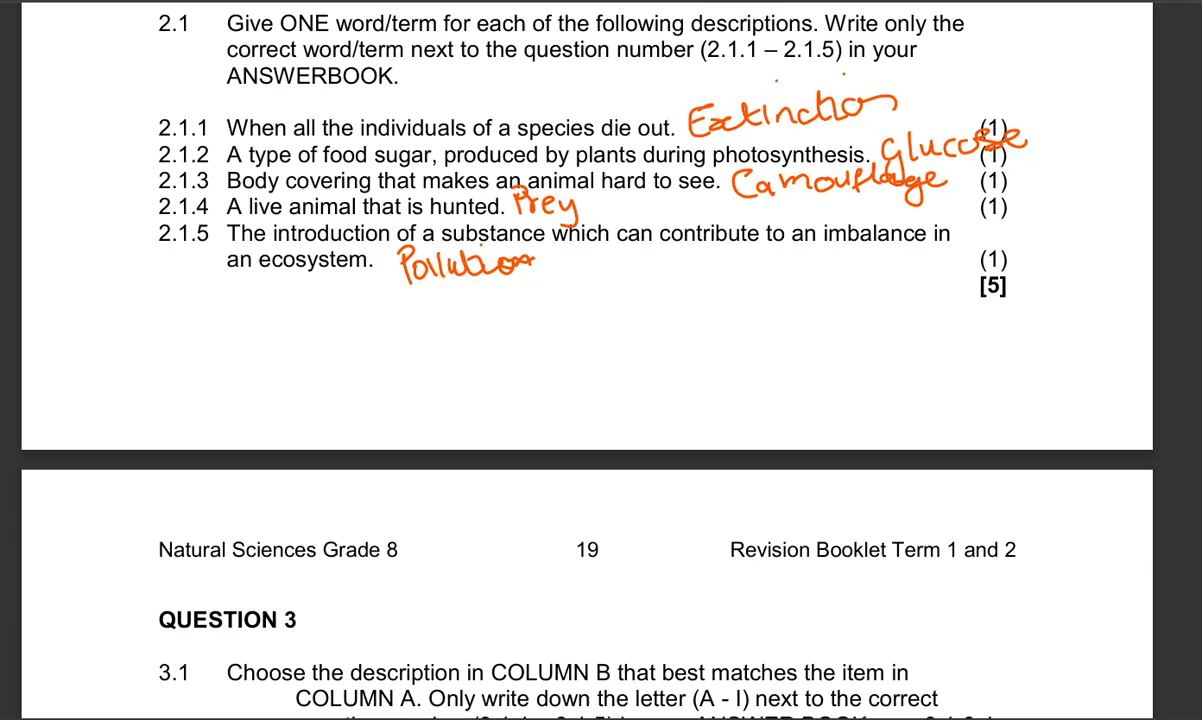 2.1 Give ONE word/term for each of the following descriptions. Write only the
correct word/term next to the question number (2.1.1 – 2.1.5) in your
ANSWERBOOK.
2.1.1 When all the individuals of a species die out. Extinction (1)
2.1.2 A type of food sugar, produced by plants during photosynthesis. Glucose (1)
2.1.3 Body covering that makes an animal hard to see. Camouflage (1)
2.1.4 A live animal that is hunted. Prey (1)
2.1.5 The introduction of a substance which can contribute to an imbalance in
an ecosystem. Pollution (1)
[5]
Natural Sciences Grade 8 19 Revision Booklet Term 1 and 2
QUESTION 3
3.1 Choose the description in COLUMN B that best matches the item in
COLUMN A. Only write down the letter (A - I) next to the correct